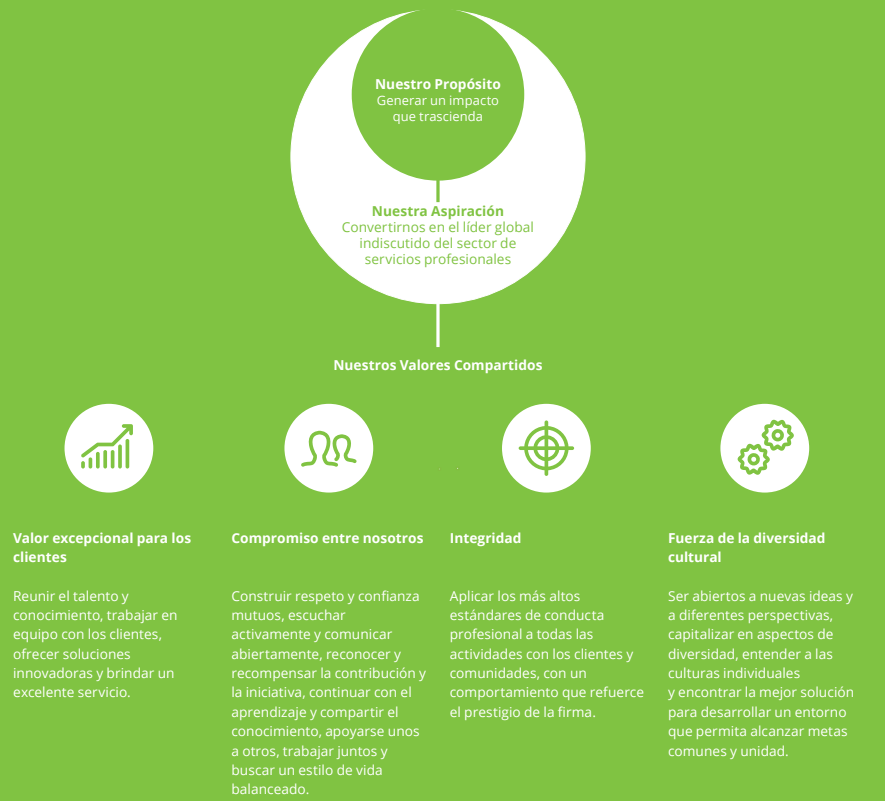 Nuestro Propósito
Generar un impacto
que trascienda
Nuestra Aspiración
Convertirnos en el líder global
indiscutido del sector de
servicios profesionales
Nuestros Valores Compartidos
Valor excepcional para los
clientes
Reunir el talento y
conocimiento, trabajar en
equipo con los clientes,
ofrecer soluciones
innovadoras y brindar un
excelente servicio.
Compromiso entre nosotros
Construir respeto y confianza
mutuos, escuchar
activamente y comunicar
abiertamente, reconocer y
recompensar la contribución y
la iniciativa, continuar con el
aprendizaje y compartir el
conocimiento, apoyarse unos
a otros, trabajar juntos y
buscar un estilo de vida
balanceado.
Integridad
Aplicar los más altos
estándares de conducta
profesional a todas las
actividades con los clientes y
comunidades, con un
comportamiento que refuerce
el prestigio de la firma.
Fuerza de la diversidad
cultural
Ser abiertos a nuevas ideas y
a diferentes perspectivas,
capitalizar en aspectos de
diversidad, entender a las
culturas individuales
y encontrar la mejor solución
para desarrollar un entorno
que permita alcanzar metas
comunes y unidad.